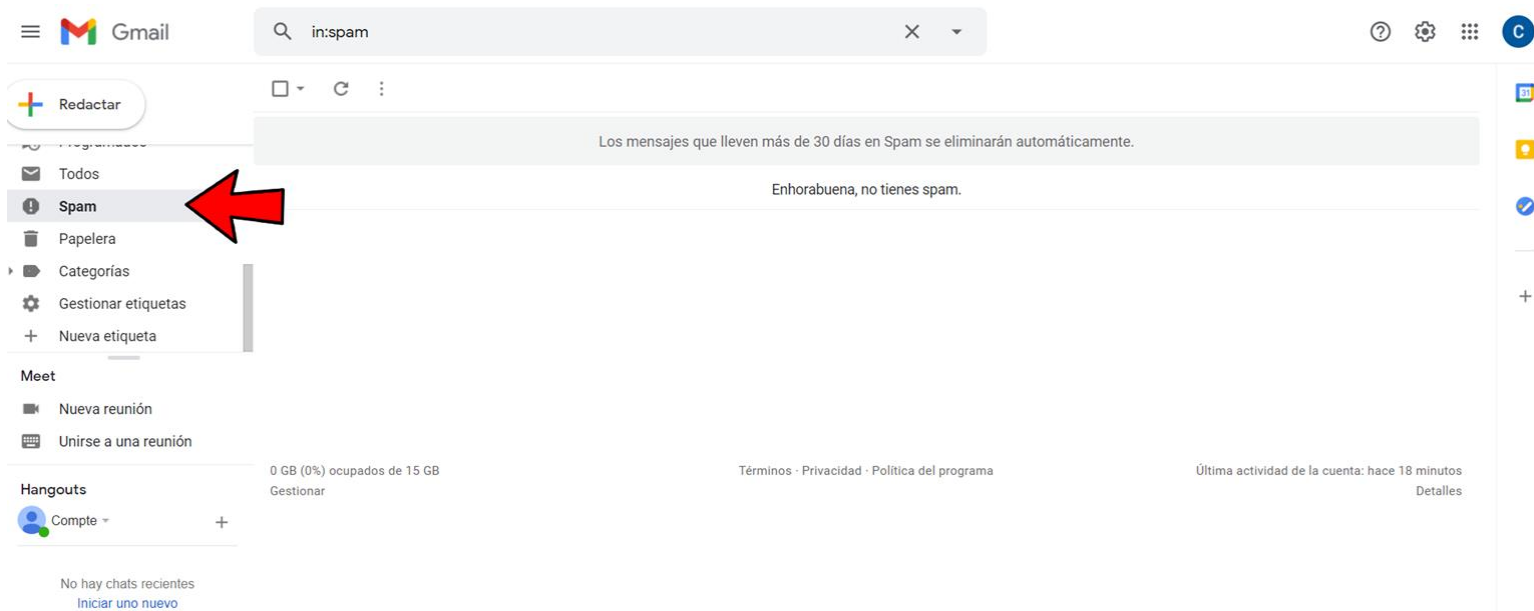 Gmail
in:spam
C
Redactar
Programados
Los mensajes que lleven más de 30 días en Spam se eliminarán automáticamente.
Todos
Enhorabuena, no tienes spam.
Spam
Papelera
Categorías
Gestionar etiquetas
Nueva etiqueta
Meet
Nueva reunión
Unirse a una reunión
0 GB (0%) ocupados de 15 GB
Gestionar
Términos · Privacidad · Política del programa
Última actividad de la cuenta: hace 18 minutos
Detalles
Hangouts
Compte
No hay chats recientes
Iniciar uno nuevo
31